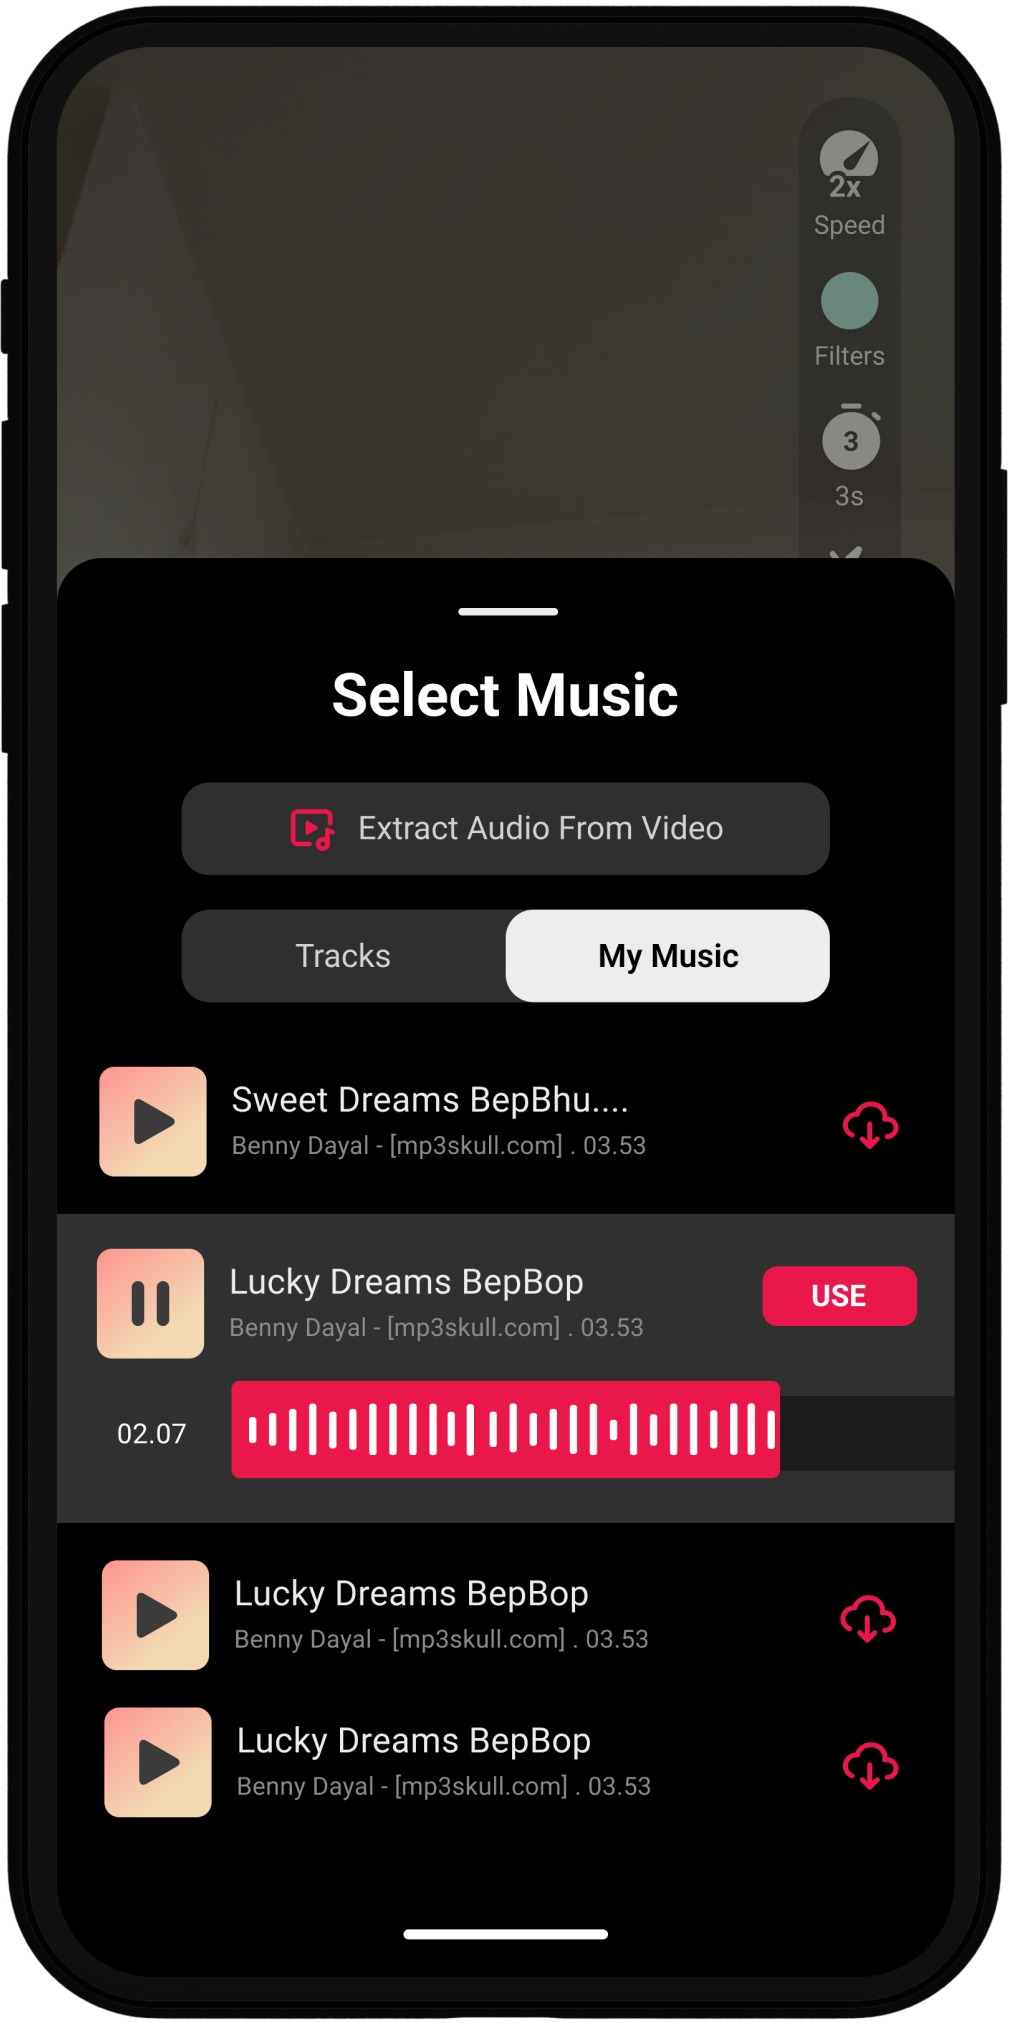 2x
Speed
Filters
3
3s
Select Music
Extract Audio From Video
Tracks
My Music
Sweet Dreams BepBhu....
Benny Dayal - [mp3skull.com] . 03.53
Lucky Dreams BepBop
USE
Benny Dayal - [mp3skull.com] . 03.53
02.07
Lucky Dreams BepBop
Benny Dayal - [mp3skull.com] . 03.53
Lucky Dreams BepBop
Benny Dayal - [mp3skull.com] . 03.53